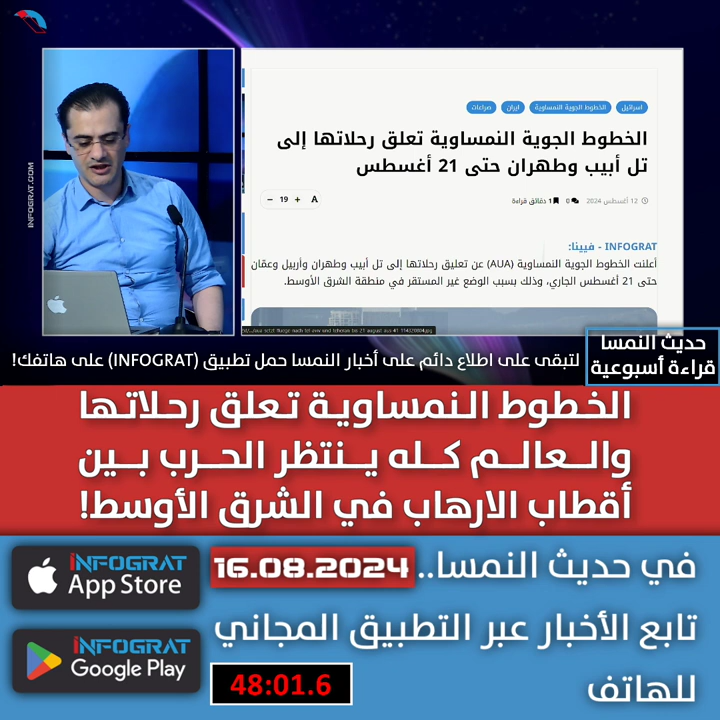 INFOGRAT.COM
اسرائيل
الخطوط الجوية النمساوية
ايران
صراعات
الخطوط الجوية النمساوية تعلق رحلاتها إلى
تل أبيب وطهران حتى 21 أغسطس
12 أغسطس 2024 0 1 دقائق قراءة
A + 19 −
INFOGRAT - فيينا:
أعلنت الخطوط الجوية النمساوية (AUA) عن تعليق رحلاتها إلى تل أبيب وطهران وأربيل وعمّان
حتى 21 أغسطس الجاري، وذلك بسبب الوضع غير المستقر في منطقة الشرق الأوسط.
حديث النمسا
قراءة أسبوعية
لتبقى على اطلاع دائم على أخبار النمسا حمل تطبيق (INFOGRAT) على هاتفك!
الخطوط النمساوية تعلق رحلاتها
والعالم كله ينتظر الحرب بين
أقطاب الارهاب في الشرق الأوسط!
في حديث النمسا.. 16.08.2024
تابع الأخبار عبر التطبيق المجاني
للهاتف
INFOGRAT
App Store
INFOGRAT
Google Play
48:01.6